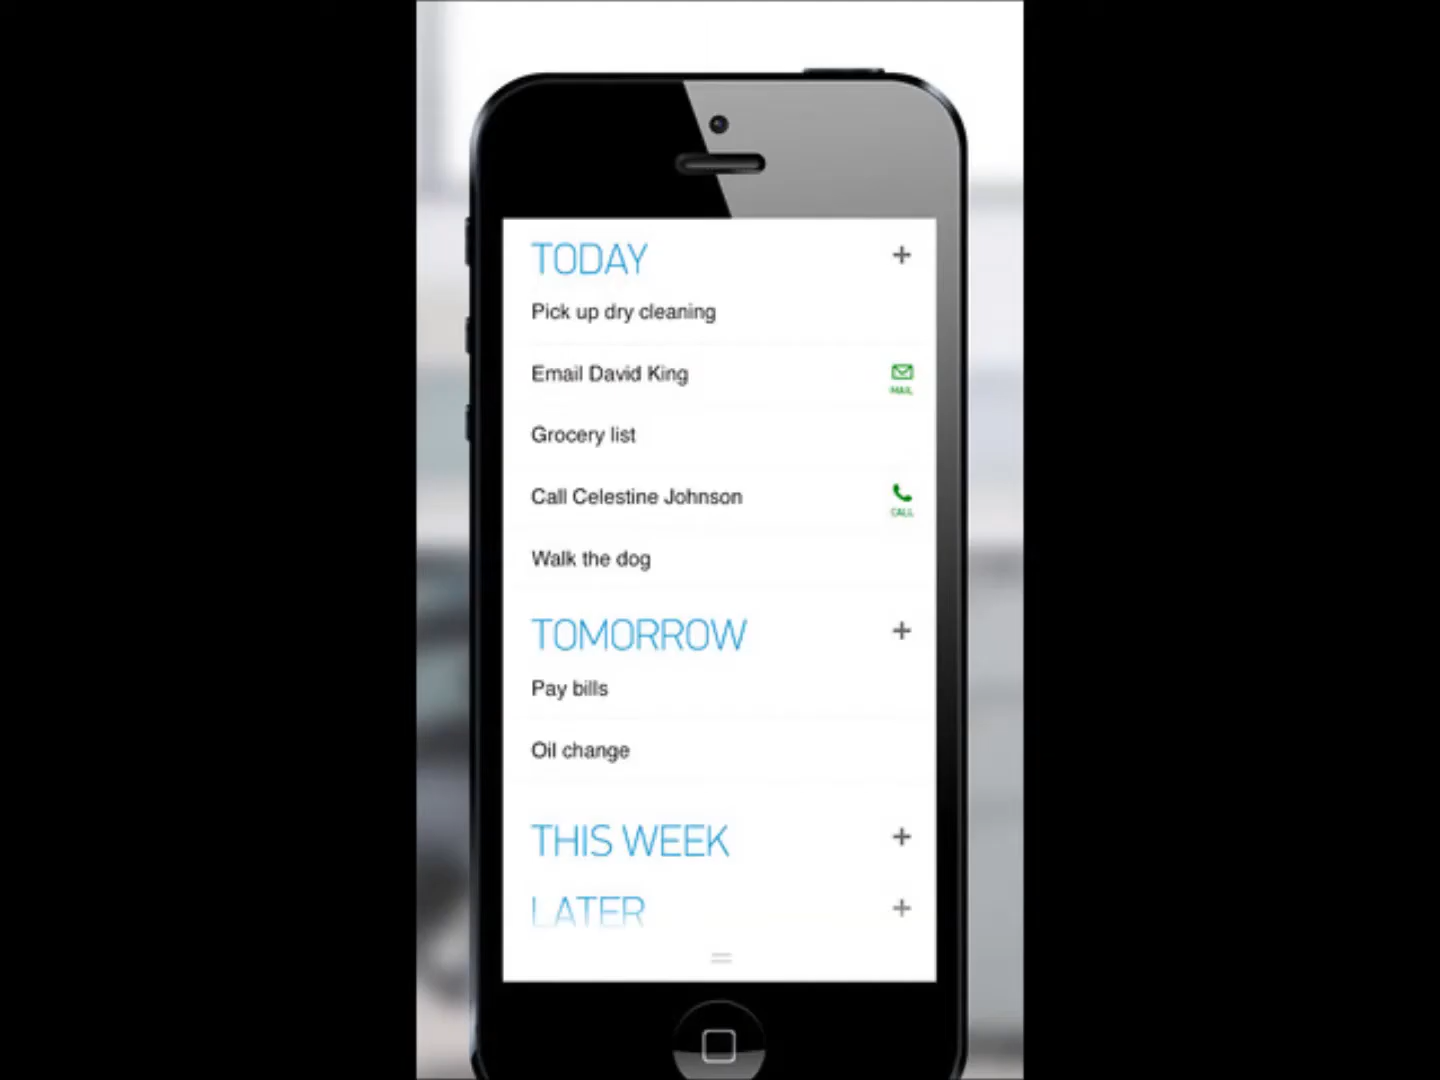 TODAY
Pick up dry cleaning
Email David King
MAIL
Grocery list
Call Celestine Johnson
CALL
Walk the dog
TOMORROW
Pay bills
Oil change
THIS WEEK
LATER